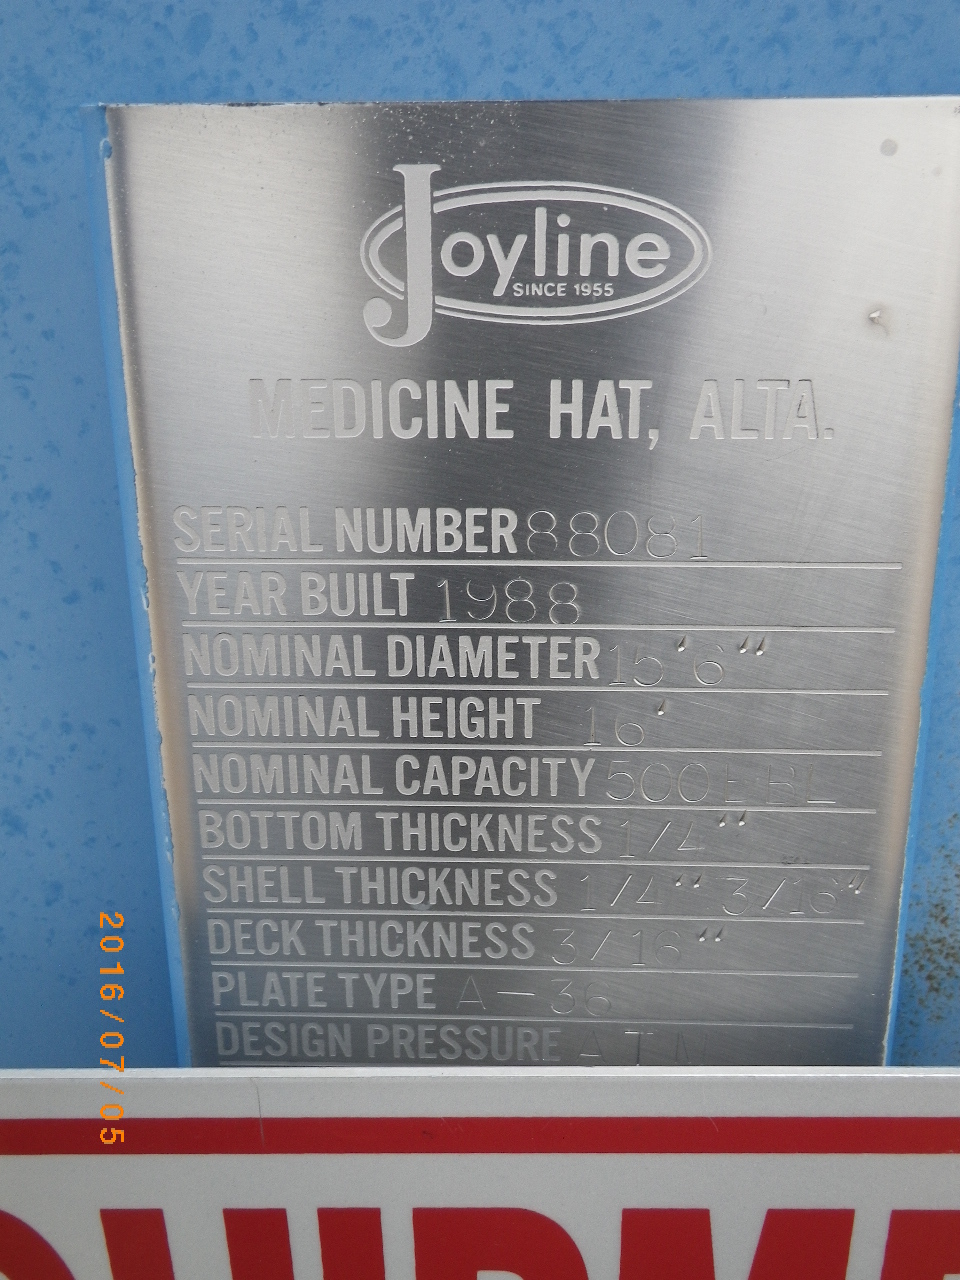 Joyline
SINCE 1955
MEDICINE HAT, ALTA.
SERIAL NUMBER 88081
YEAR BUILT 1988
NOMINAL DIAMETER 15'6"
NOMINAL HEIGHT 16'
NOMINAL CAPACITY 500BBL
BOTTOM THICKNESS 1/4"
SHELL THICKNESS 1/4" 3/16"
DECK THICKNESS 3/16"
PLATE TYPE A-36
DESIGN PRESSURE ATM
2016/07/05